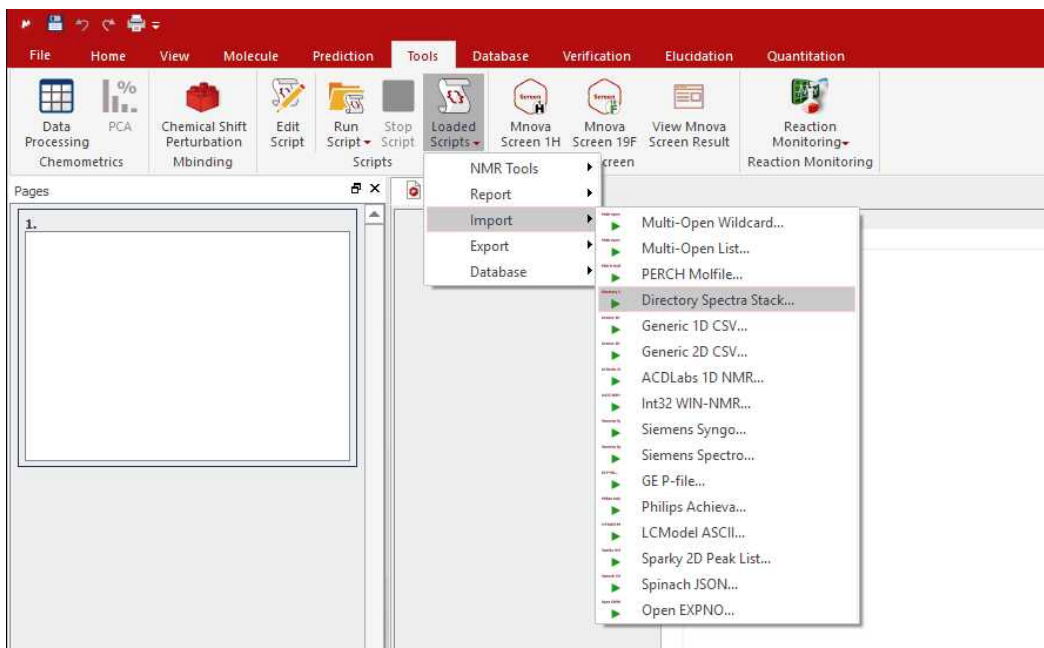 File Home View Molecule Prediction Tools Database Verification Elucidation Quantitation
Data Processing
PCA
Chemometrics
Chemical Shift Perturbation
Mbinding
Edit Script
Run Script
Stop Script
Loaded Scripts
Scripts
Mnova Screen 1H
Mnova Screen 19F
View Mnova Screen Result
creen
Reaction Monitoring
Reaction Monitoring
Pages
1.
NMR Tools
Report
Import
Export
Database
Multi-Open Wildcard...
Multi-Open List...
PERCH Molfile...
Directory Spectra Stack...
Generic 1D CSV...
Generic 2D CSV...
ACDLabs 1D NMR...
Int32 WIN-NMR...
Siemens Syngo...
Siemens Spectro...
GE P-file...
Philips Achieva...
LCModel ASCII...
Sparky 2D Peak List...
Spinach JSON...
Open EXPNO...